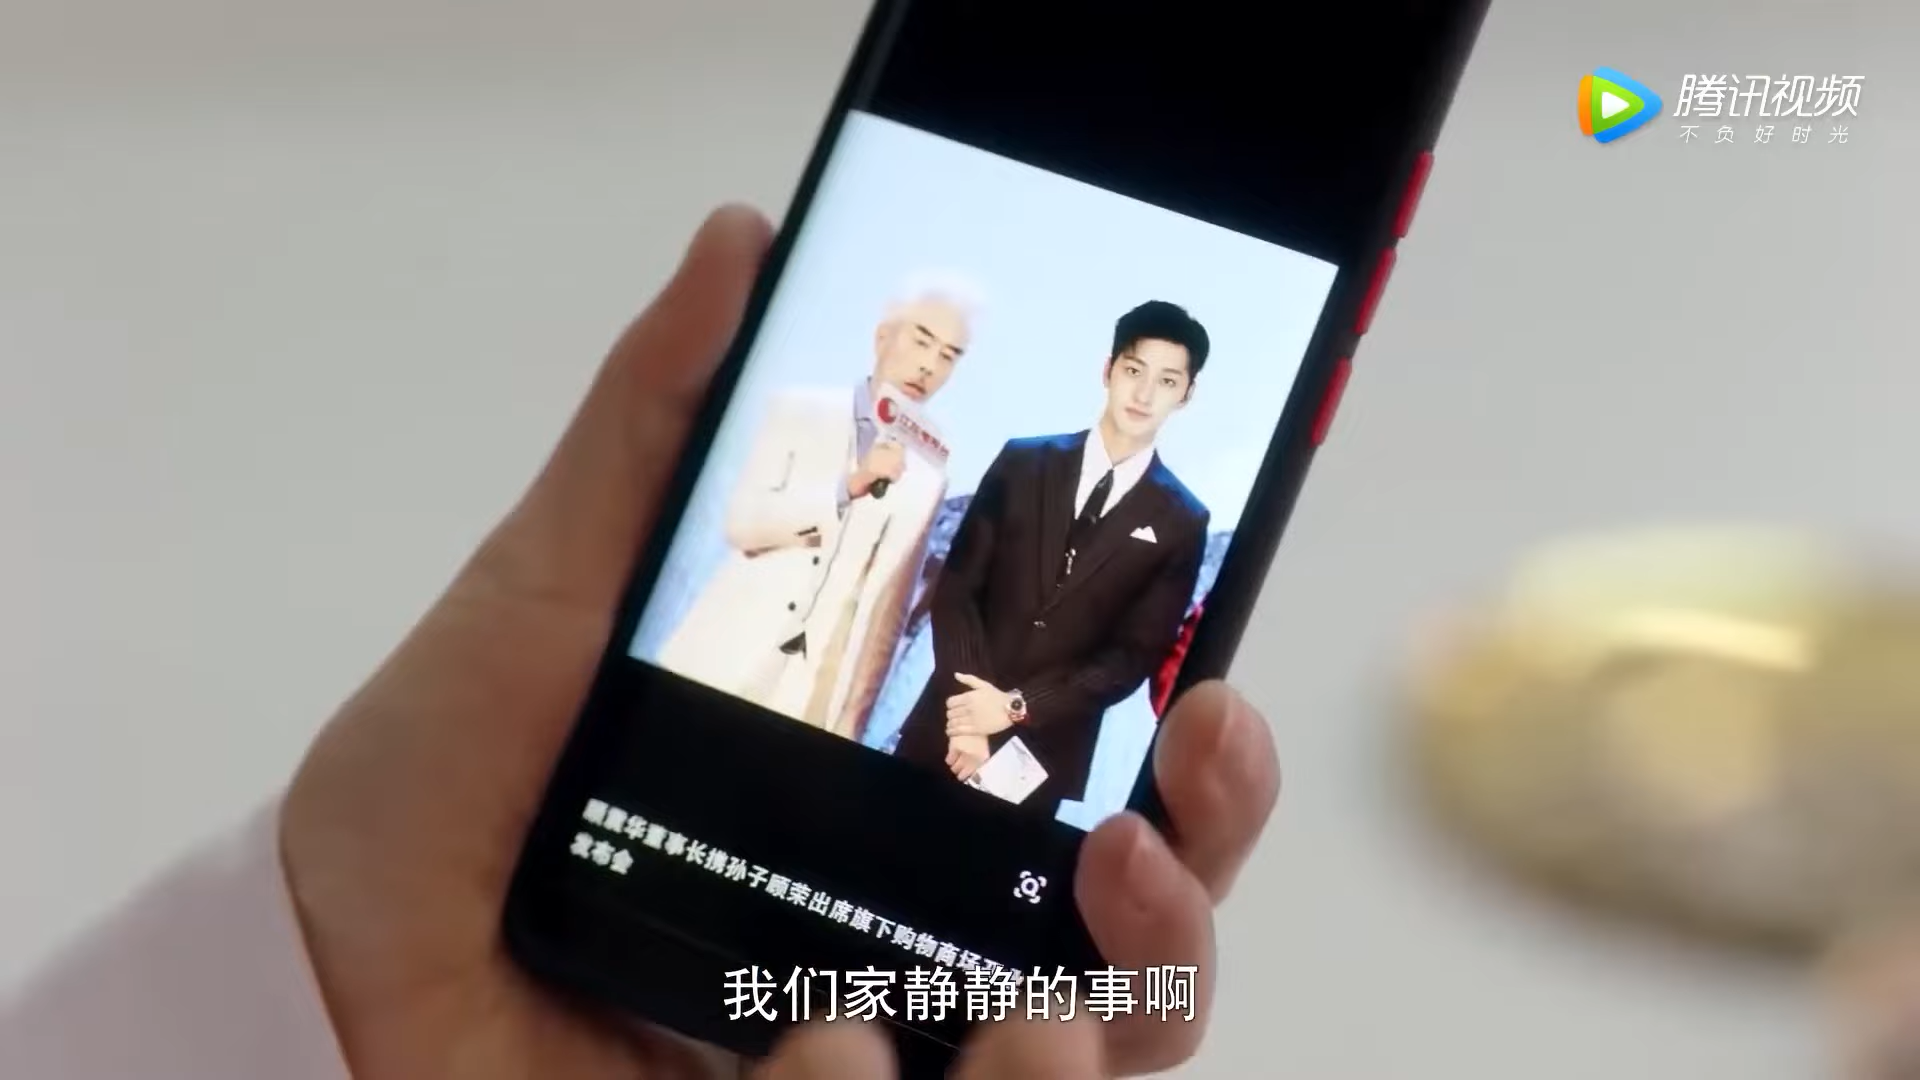 腾讯视频
不负好时光
华董事长携孙子顾荣出席旗下购物商场
发布会
我们家静静的事啊